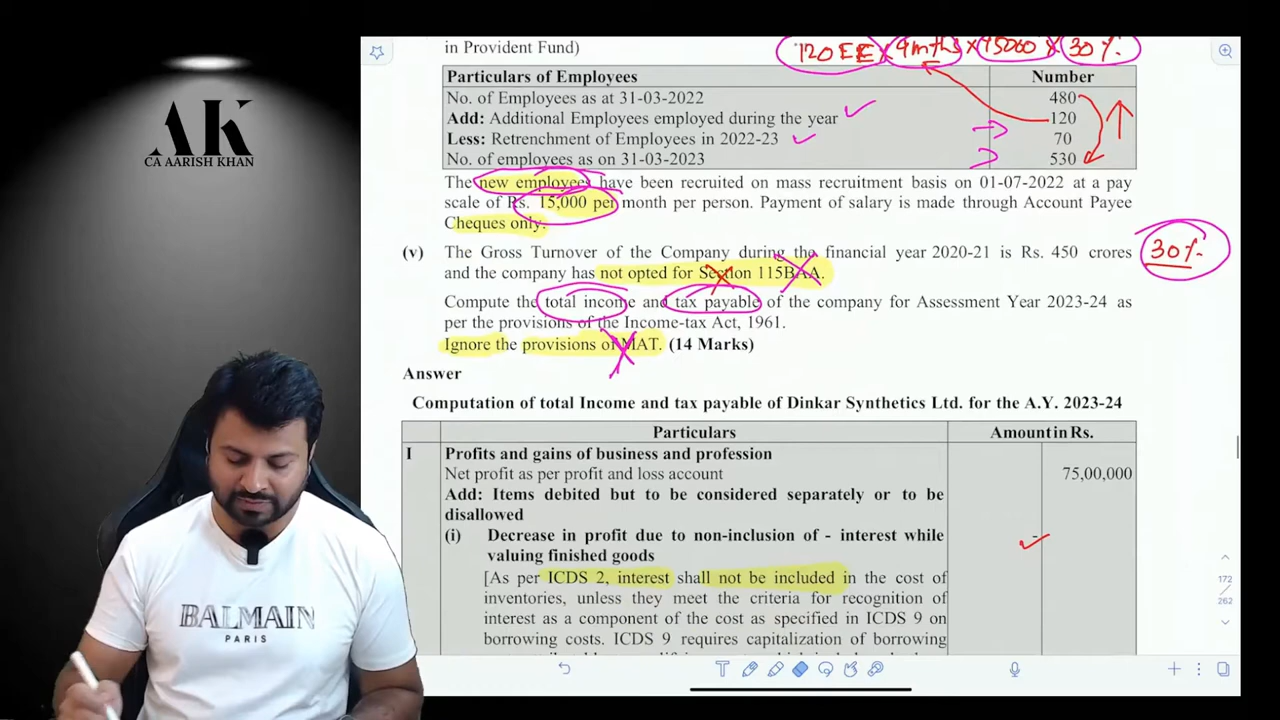 in Provident Fund)
120 EE x 9 mths x 15000 x 30%
Particulars of Employees Number
No. of Employees as at 31-03-2022 480
Add: Additional Employees employed during the year 120
Less: Retrenchment of Employees in 2022-23 70
No. of employees as on 31-03-2023 530
The new employees have been recruited on mass recruitment basis on 01-07-2022 at a pay
scale of Rs. 15,000 per month per person. Payment of salary is made through Account Payee
Cheques only.
(v) The Gross Turnover of the Company during the financial year 2020-21 is Rs. 450 crores
and the company has not opted for Section 115BAA.
30%
Compute the total income and tax payable of the company for Assessment Year 2023-24 as
per the provisions of the Income-tax Act, 1961.
Ignore the provisions of MAT. (14 Marks)
Answer
Computation of total Income and tax payable of Dinkar Synthetics Ltd. for the A.Y. 2023-24
Particulars Amount in Rs.
I Profits and gains of business and profession
Net profit as per profit and loss account 75,00,000
Add: Items debited but to be considered separately or to be
disallowed
(i) Decrease in profit due to non-inclusion of - interest while -
valuing finished goods
[As per ICDS 2, interest shall not be included in the cost of
inventories, unless they meet the criteria for recognition of
interest as a component of the cost as specified in ICDS 9 on
borrowing costs. ICDS 9 requires capitalization of borrowing
172
262
AK
CA AARISH KHAN
BALMAIN
PARIS